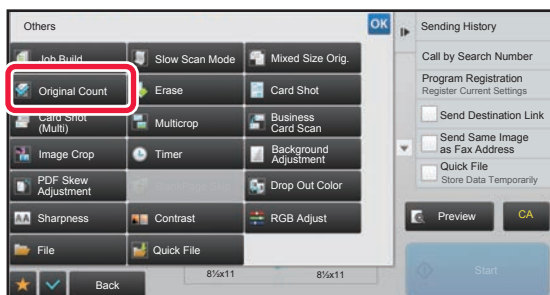 Others
OK
Job Build
Slow Scan Mode
Mixed Size Orig.
Original Count
Erase
Card Shot
Card Shot
(Multi)
Multicrop
Business
Card Scan
Image Crop
Timer
Background
Adjustment
PDF Skew
Adjustment
Drop Out Color
AA
Sharpness
Contrast
RGB Adjust
File
Quick File
Back
8½x11
8½x11
Sending History
Call by Search Number
Program Registration
Register Current Settings
Send Destination Link
Send Same Image
as Fax Address
Quick File
Store Data Temporarily
Preview
CA
Start